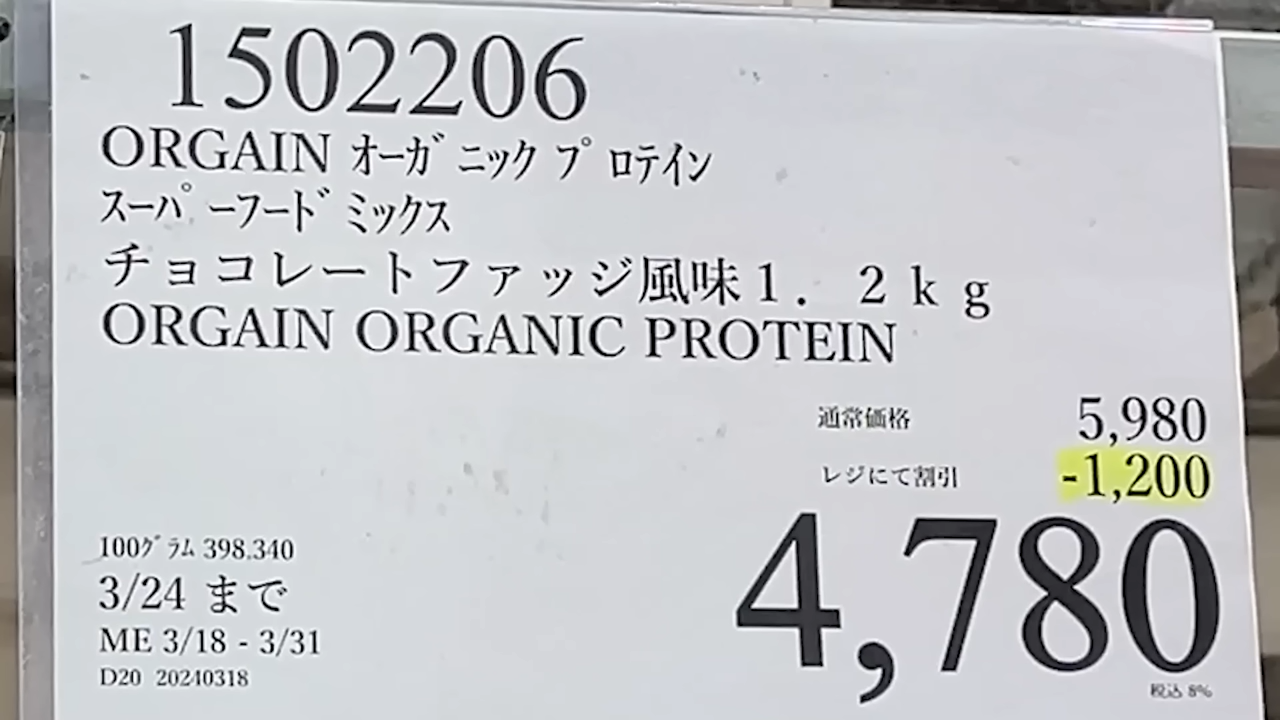 1502206
ORGAIN オーガニック プロテイン
スーパーフードミックス
チョコレートファッジ風味1. 2kg
ORGAIN ORGANIC PROTEIN
通常価格 5,980
レジにて割引 -1,200
4,780
税込 8%
100グラム 398.340
3/24 まで
ME 3/18 - 3/31
D20 20240318